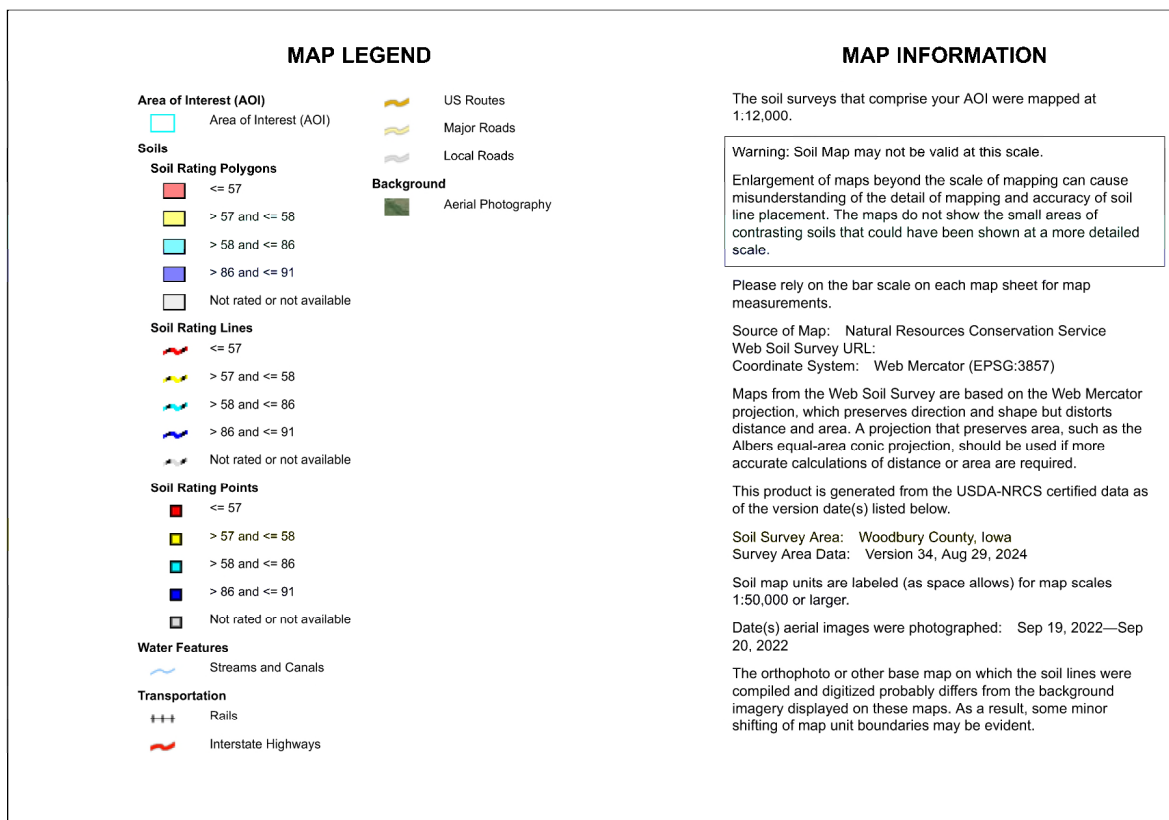 MAP LEGEND
Area of Interest (AOI)
Area of Interest (AOI)
Soils
Soil Rating Polygons
<= 57
> 57 and <= 58
> 58 and <= 86
> 86 and <= 91
Not rated or not available
Soil Rating Lines
<= 57
> 57 and <= 58
> 58 and <= 86
> 86 and <= 91
Not rated or not available
Soil Rating Points
<= 57
> 57 and <= 58
> 58 and <= 86
> 86 and <= 91
Not rated or not available
Water Features
Streams and Canals
Transportation
Rails
Interstate Highways
US Routes
Major Roads
Local Roads
Background
Aerial Photography
MAP INFORMATION
The soil surveys that comprise your AOI were mapped at
1:12,000.
Warning: Soil Map may not be valid at this scale.
Enlargement of maps beyond the scale of mapping can cause
misunderstanding of the detail of mapping and accuracy of soil
line placement. The maps do not show the small areas of
contrasting soils that could have been shown at a more detailed
scale.
Please rely on the bar scale on each map sheet for map
measurements.
Source of Map: Natural Resources Conservation Service
Web Soil Survey URL:
Coordinate System: Web Mercator (EPSG:3857)
Maps from the Web Soil Survey are based on the Web Mercator
projection, which preserves direction and shape but distorts
distance and area. A projection that preserves area, such as the
Albers equal-area conic projection, should be used if more
accurate calculations of distance or area are required.
This product is generated from the USDA-NRCS certified data as
of the version date(s) listed below.
Soil Survey Area: Woodbury County, Iowa
Survey Area Data: Version 34, Aug 29, 2024
Soil map units are labeled (as space allows) for map scales
1:50,000 or larger.
Date(s) aerial images were photographed: Sep 19, 2022—Sep
20, 2022
The orthophoto or other base map on which the soil lines were
compiled and digitized probably differs from the background
imagery displayed on these maps. As a result, some minor
shifting of map unit boundaries may be evident.